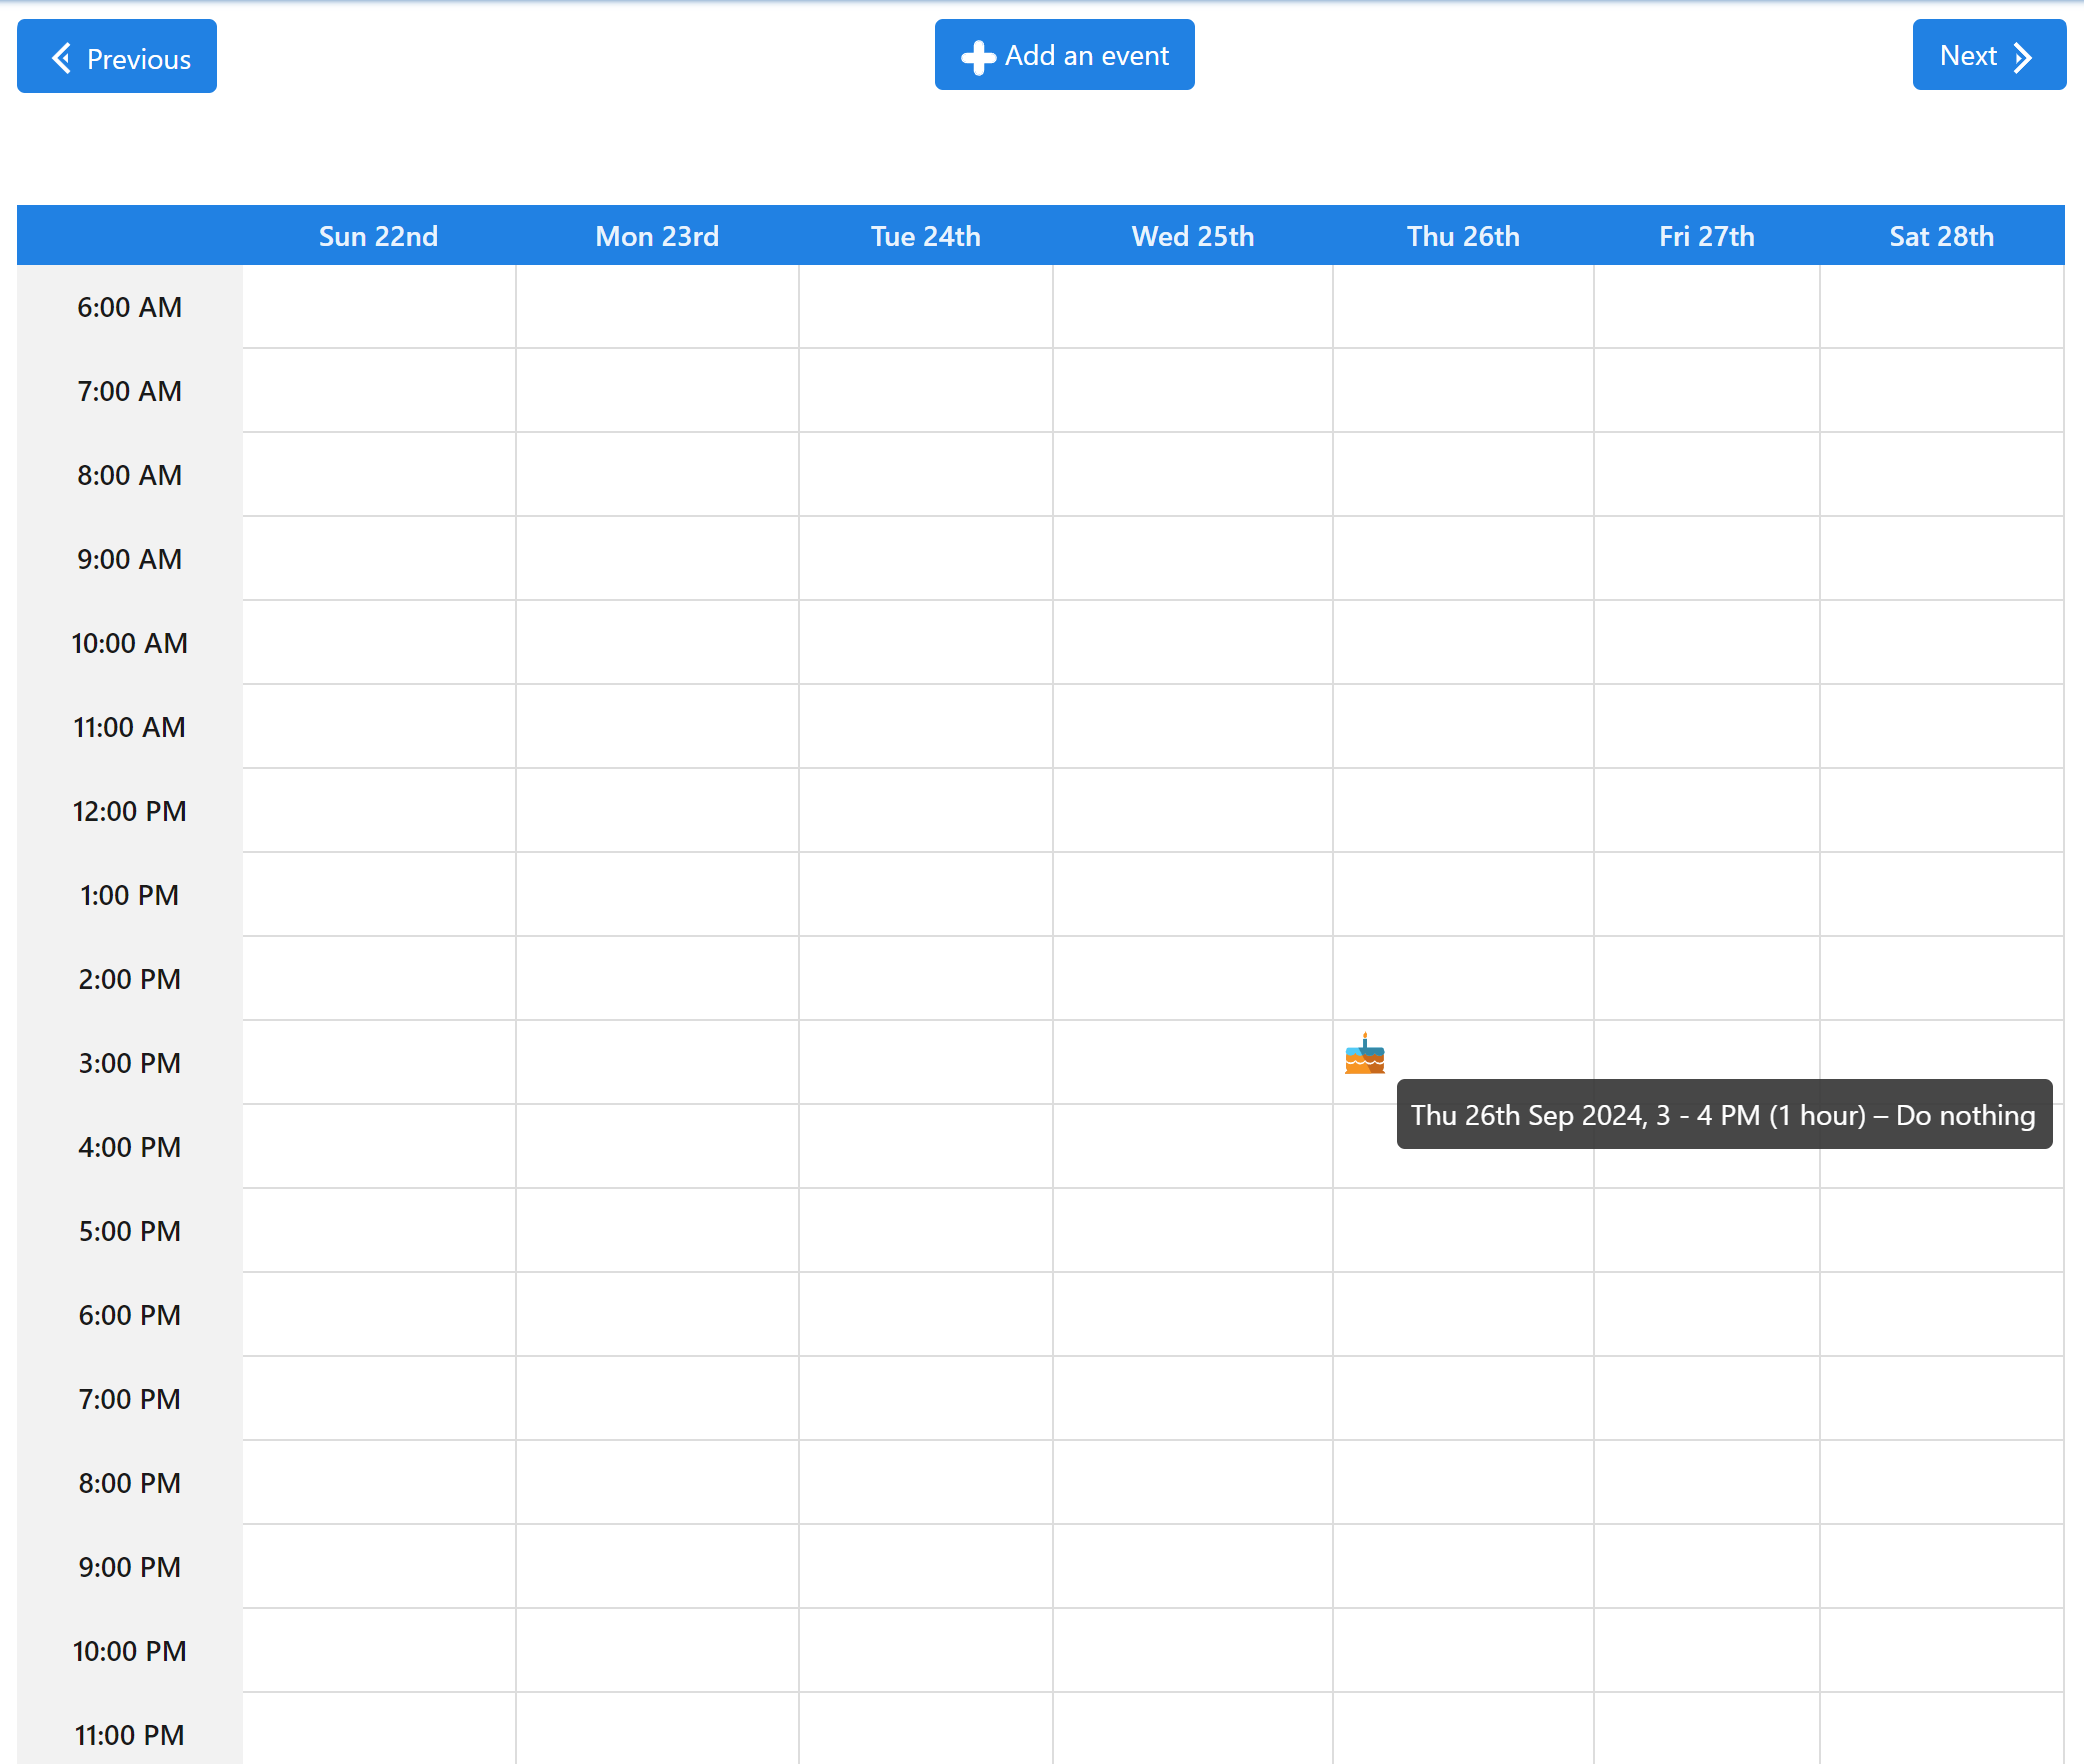 Previous
Add an event
Next
Sun 22nd Mon 23rd Tue 24th Wed 25th Thu 26th Fri 27th Sat 28th
6:00 AM
7:00 AM
8:00 AM
9:00 AM
10:00 AM
11:00 AM
12:00 PM
1:00 PM
2:00 PM
3:00 PM
Thu 26th Sep 2024, 3 - 4 PM (1 hour) – Do nothing
4:00 PM
5:00 PM
6:00 PM
7:00 PM
8:00 PM
9:00 PM
10:00 PM
11:00 PM